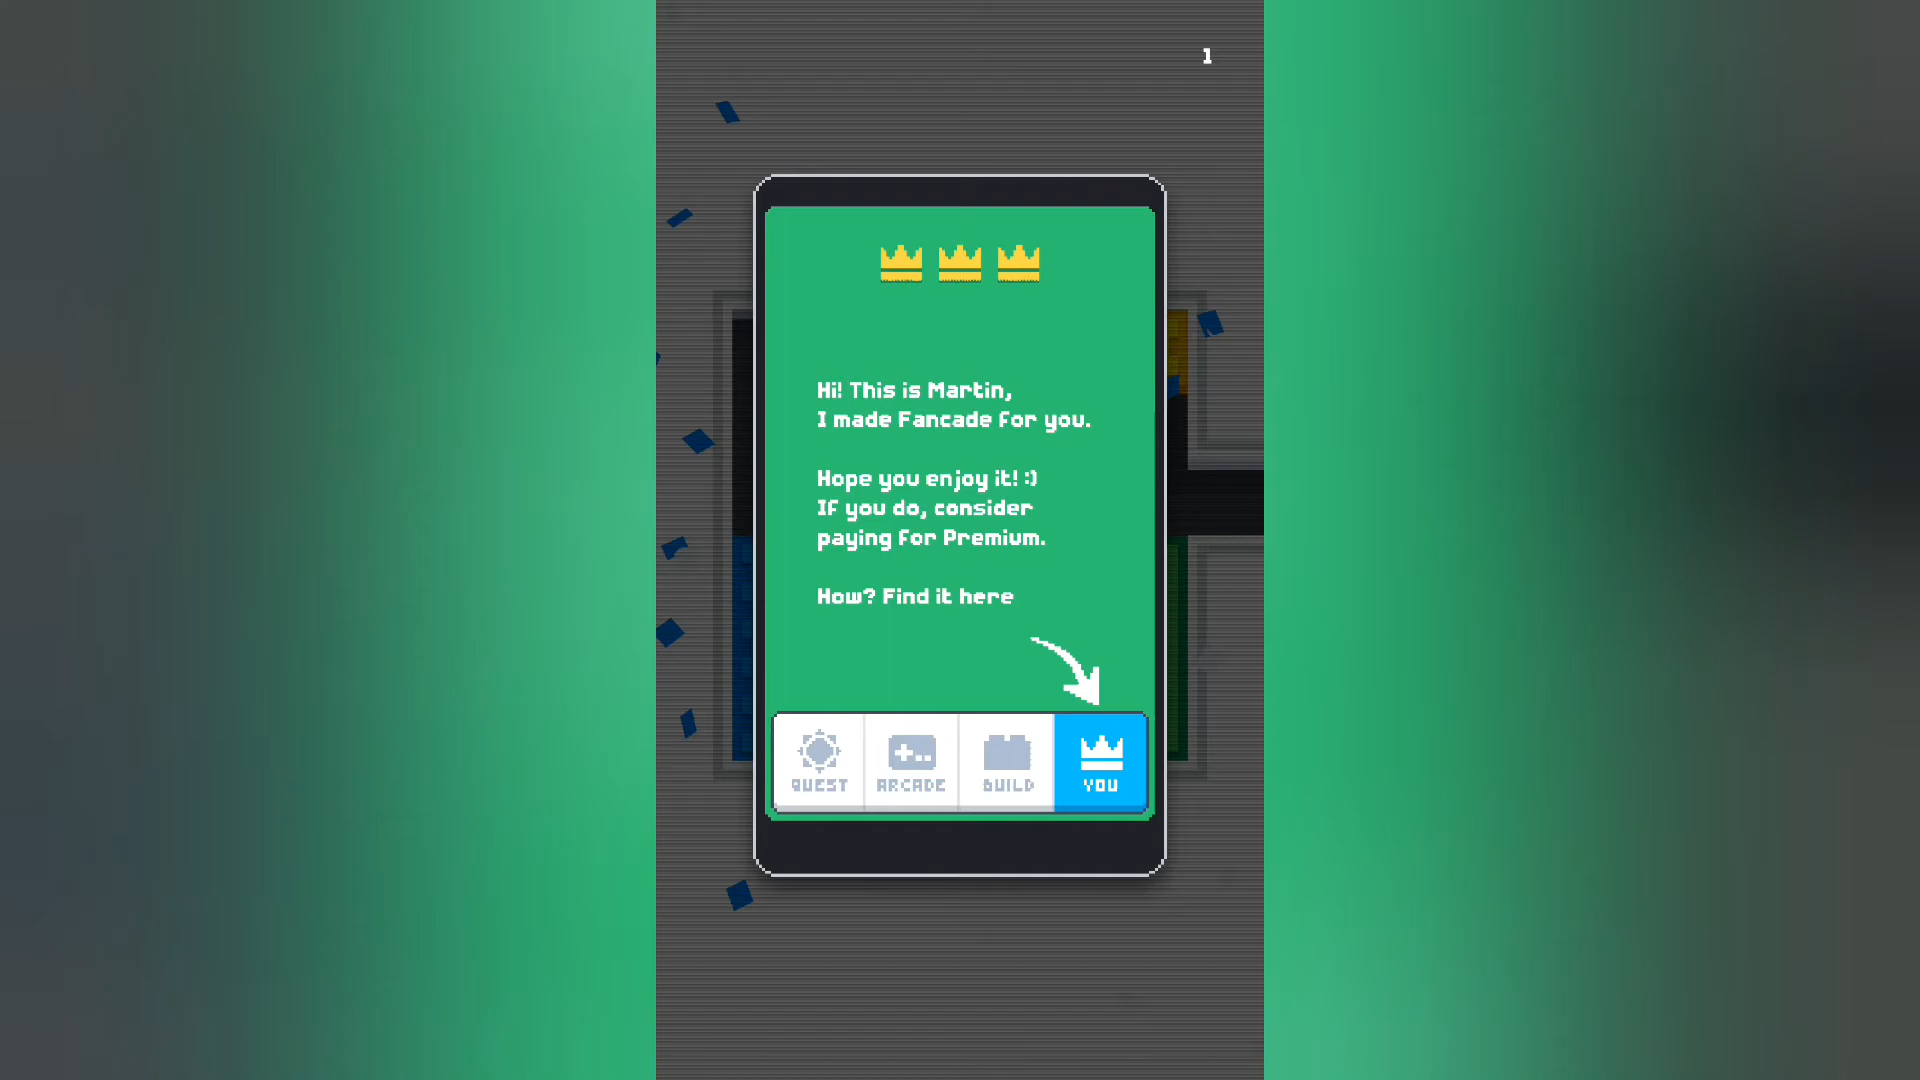 1
Hi! This is Martin,
I made Fancade for you.
Hope you enjoy it! :)
If you do, consider
paying for Premium.
How? Find it here
QUEST
ARCADE
BUILD
YOU